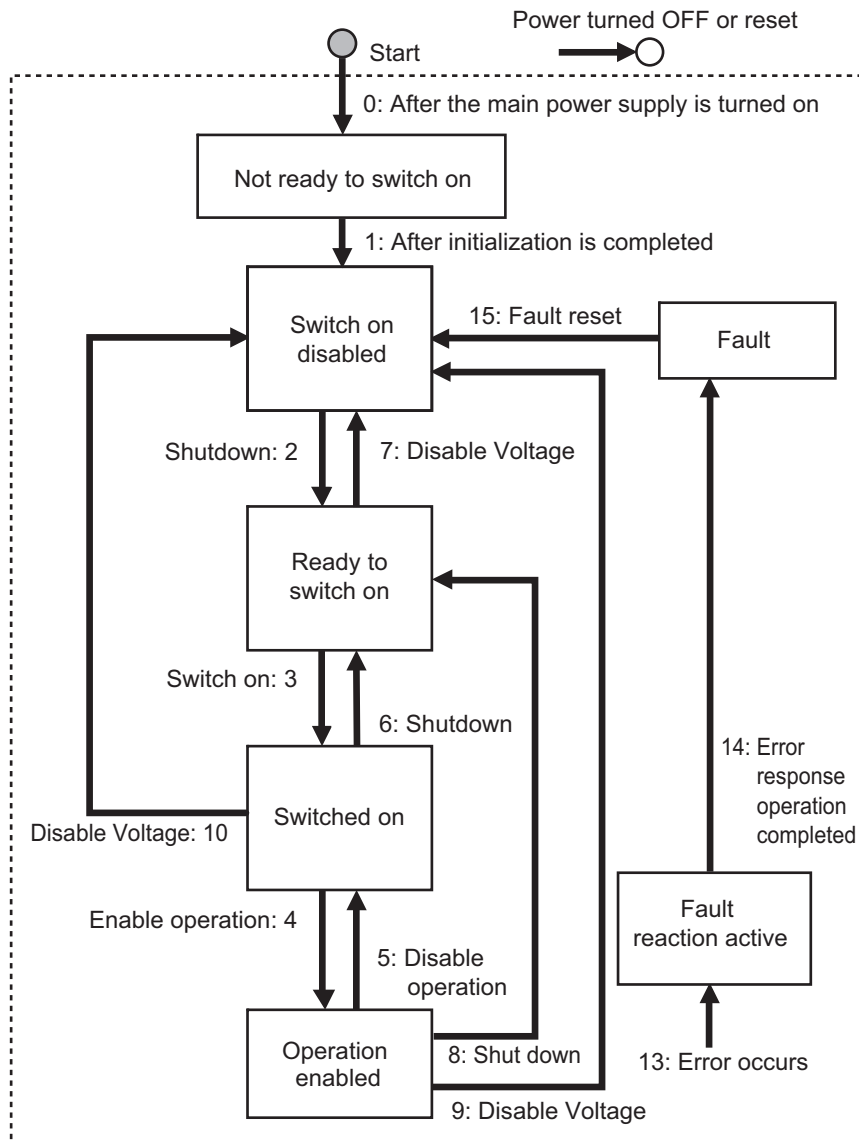 Power turned OFF or reset
Start
0: After the main power supply is turned on
Not ready to switch on
1: After initialization is completed
Switch on
disabled
15: Fault reset
Fault
Shutdown: 2
7: Disable Voltage
Ready to
switch on
Switch on: 3
6: Shutdown
14: Error
response
operation
completed
Switched on
Disable Voltage: 10
Fault
reaction active
Enable operation: 4
5: Disable
operation
Operation
enabled
8: Shut down
13: Error occurs
9: Disable Voltage